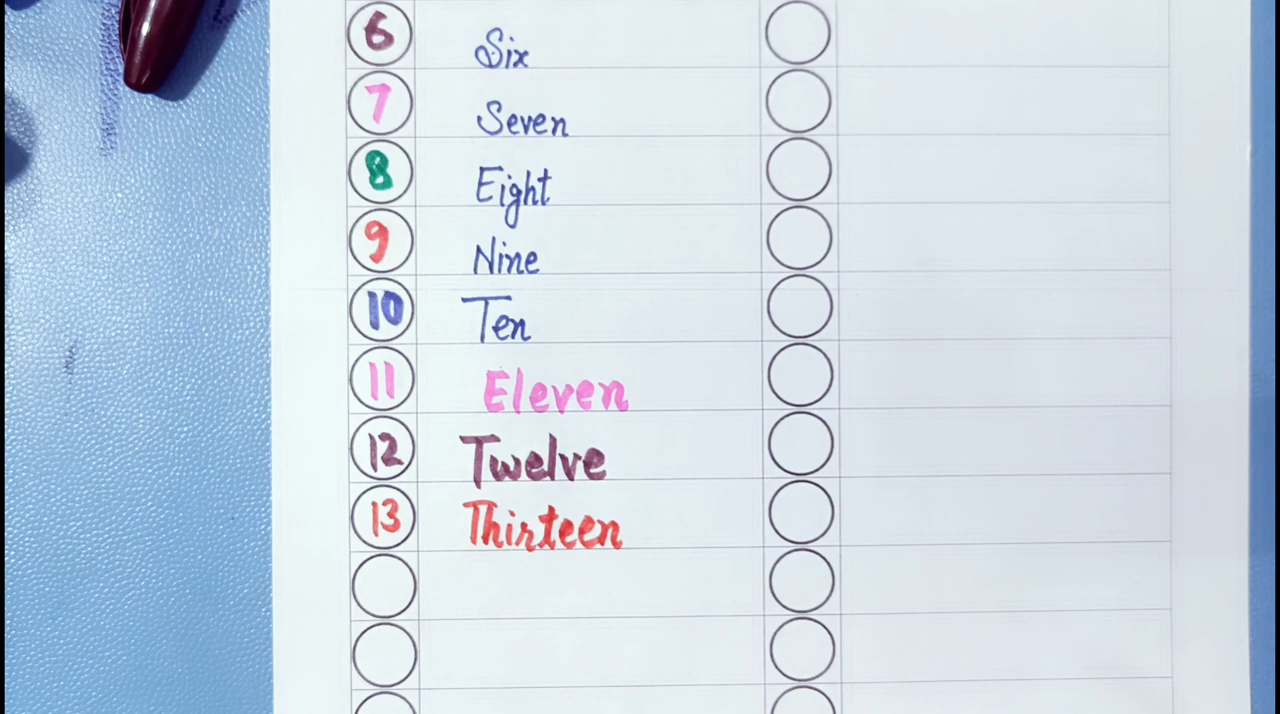 6 Six
7 Seven
8 Eight
9 Nine
10 Ten
11 Eleven
12 Twelve
13 Thirteen